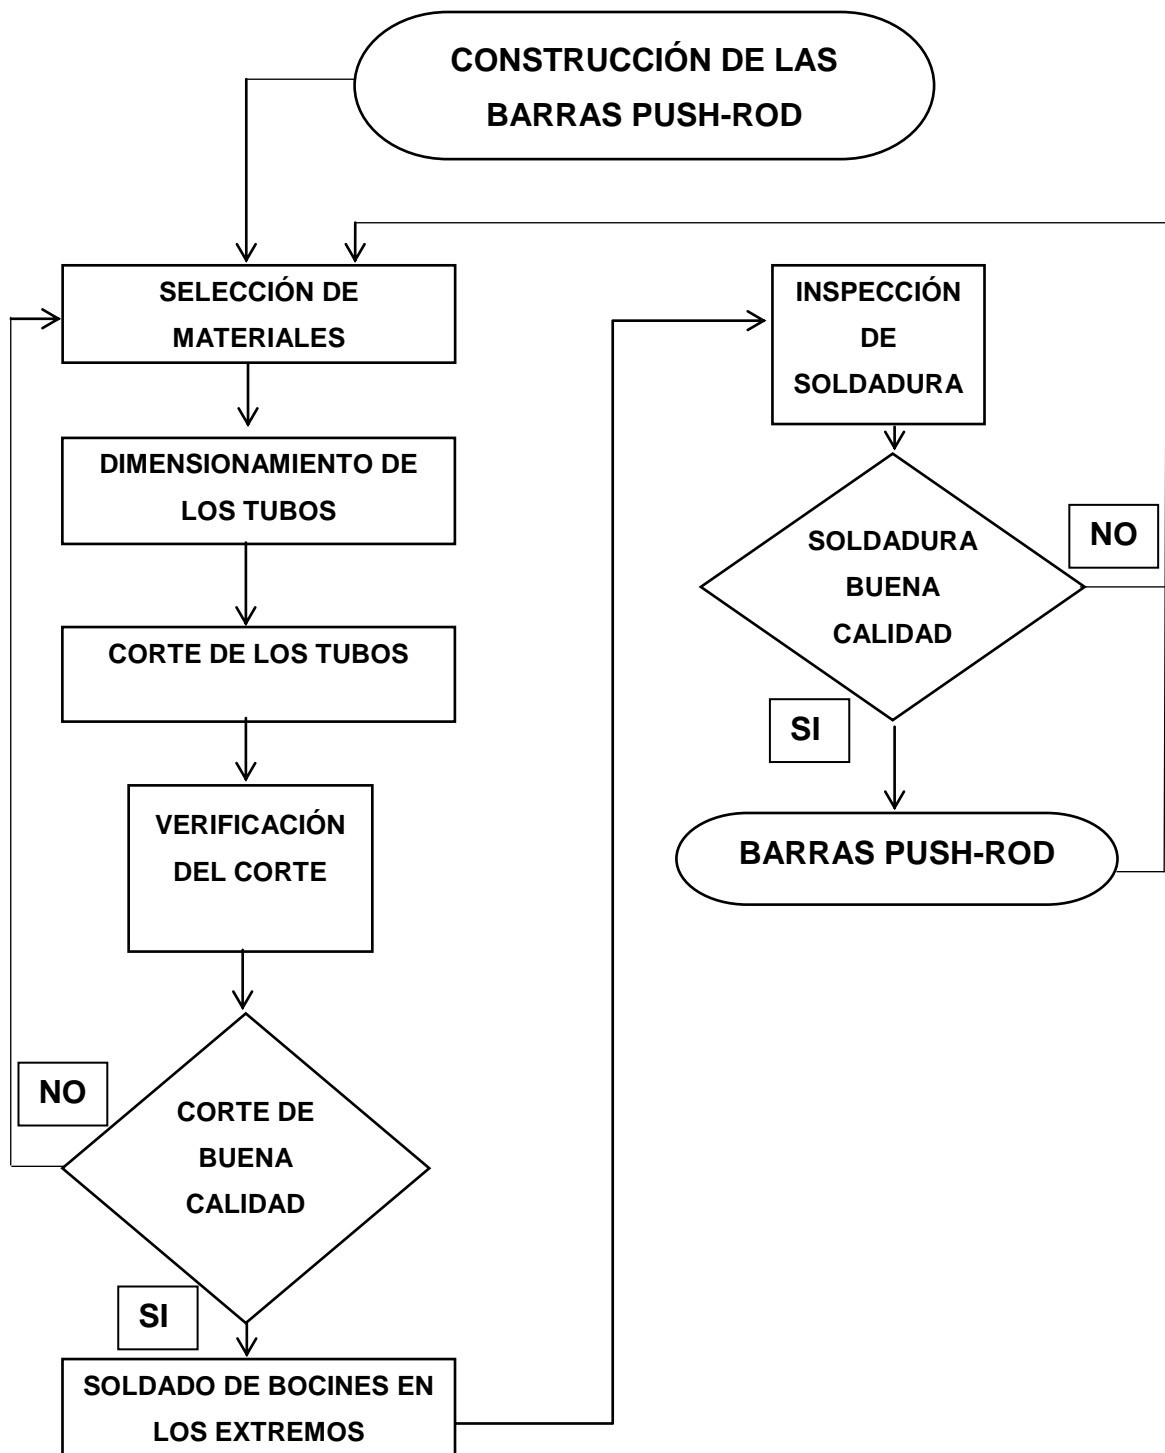 CONSTRUCCIÓN DE LAS
BARRAS PUSH-ROD
SELECCIÓN DE
MATERIALES
DIMENSIONAMIENTO DE
LOS TUBOS
CORTE DE LOS TUBOS
VERIFICACIÓN
DEL CORTE
NO
CORTE DE
BUENA
CALIDAD
SI
SOLDADO DE BOCINES EN
LOS EXTREMOS
INSPECCIÓN
DE
SOLDADURA
NO
SOLDADURA
BUENA
CALIDAD
SI
BARRAS PUSH-ROD